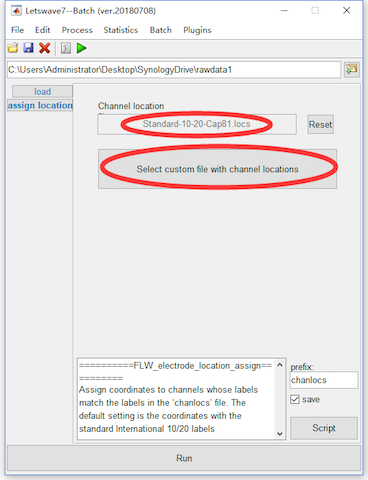 Letswave7--Batch (ver.20180708)
File Edit Process Statistics Batch Plugins
C:\Users\Administrator\Desktop\SynologyDrive\rawdata1
load
assign location
Channel location
Standard-10-20-Cap81.locs
Reset
Select custom file with channel locations
==========FLW_electrode_location_assign==
========
Assign coordinates to channels whose labels
match the labels in the 'chanlocs' file. The
default setting is the coordinates with the
standard International 10/20 labels
prefix:
chanlocs
save
Script
Run